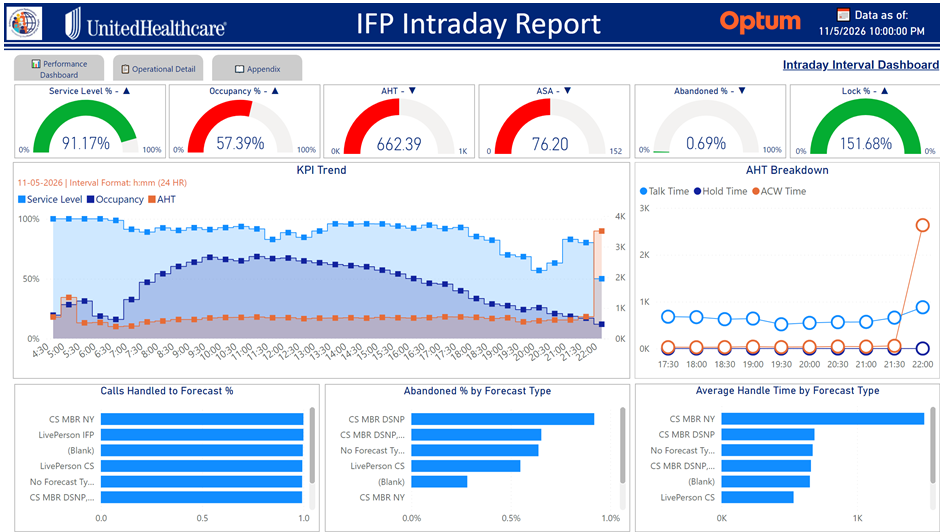 UnitedHealthcare®
IFP Intraday Report
Optum
Data as of:
11/5/2026 10:00:00 PM
Performance
Dashboard
Operational Detail
Appendix
Intraday Interval Dashboard
Service Level % - ▲
0%
91.17%
100%
Occupancy % - ▲
0%
57.39%
100%
AHT - ▼
0K
662.39
1K
ASA - ▼
0
76.20
152
Abandoned % - ▼
0%
0.69%
100%
Lock % - ▲
0%
151.68%
0%
KPI Trend
11-05-2026 | Interval Format: h:mm (24 HR)
Service Level Occupancy AHT
100%
50%
0%
4K
3K
2K
1K
0K
4:30 5:00 5:30 6:00 6:30 7:00 7:30 8:00 8:30 9:00 9:30 10:00 10:30 11:00 11:30 12:00 12:30 13:00 13:30 14:00 14:30 15:00 15:30 16:00 16:30 17:00 17:30 18:00 18:30 19:00 19:30 20:00 20:30 21:00 21:30 22:00
AHT Breakdown
Talk Time Hold Time ACW Time
3K
2K
1K
0K
17:30 18:00 18:30 19:00 19:30 20:00 20:30 21:00 21:30 22:00
Calls Handled to Forecast %
CS MBR NY
LivePerson IFP
(Blank)
LivePerson CS
No Forecast Ty...
CS MBR DSNP,...
0.0 0.5 1.0
Abandoned % by Forecast Type
CS MBR DSNP
CS MBR DSNP,...
No Forecast Ty...
LivePerson CS
(Blank)
CS MBR NY
0.0% 0.5% 1.0%
Average Handle Time by Forecast Type
CS MBR NY
CS MBR DSNP
No Forecast Ty...
CS MBR DSNP,...
(Blank)
LivePerson CS
0K 1K